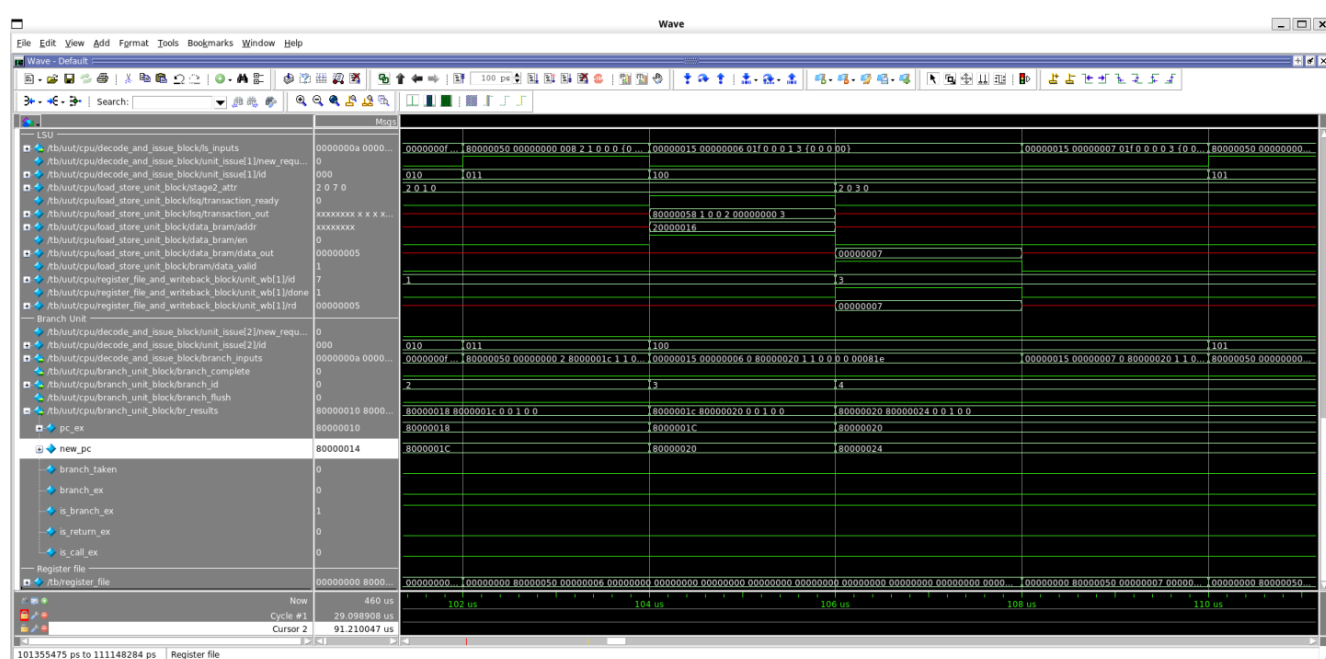 Wave
File Edit View Add Format Tools Bookmarks Window Help
Wave - Default
100 ps
Search:
Msgs
LSU
/tb/uut/cpu/decode_and_issue_block/ls_inputs 0000000a 0000... 0000000f ... 80000050 00000000 008 2 1 0 0 0 {0 ... 00000015 00000006 01f 0 0 0 1 3 {0 0 0 00} 00000015 00000007 01f 0 0 0 0 3 {0 0... 80000050 00000000...
/tb/uut/cpu/decode_and_issue_block/unit_issue[1]/new_requ... 0
/tb/uut/cpu/decode_and_issue_block/unit_issue[1]/id 000 010 011 100 101
/tb/uut/cpu/load_store_unit_block/stage2_attr 2 0 7 0 2 0 1 0 2 0 3 0
/tb/uut/cpu/load_store_unit_block/lsq/transaction_ready 0
/tb/uut/cpu/load_store_unit_block/lsq/transaction_out xxxxxxxx x x x x... 80000058 1 0 0 2 00000000 3
/tb/uut/cpu/load_store_unit_block/data_bram/addr xxxxxxxx 20000016
/tb/uut/cpu/load_store_unit_block/data_bram/en 0
/tb/uut/cpu/load_store_unit_block/data_bram/data_out 00000005 00000007
/tb/uut/cpu/load_store_unit_block/bram/data_valid 1
/tb/uut/cpu/register_file_and_writeback_block/unit_wb[1]/id 7 1 3
/tb/uut/cpu/register_file_and_writeback_block/unit_wb[1]/done 1
/tb/uut/cpu/register_file_and_writeback_block/unit_wb[1]/rd 00000005 00000007
Branch Unit
/tb/uut/cpu/decode_and_issue_block/unit_issue[2]/new_requ... 0
/tb/uut/cpu/decode_and_issue_block/unit_issue[2]/id 000 010 011 100 101
/tb/uut/cpu/decode_and_issue_block/branch_inputs 0000000a 0000... 0000000f ... 80000050 00000000 2 8000001c 1 1 0... 00000015 00000006 0 80000020 1 1 0 0 0 0 00081e 00000015 00000007 0 80000020 1 1 0... 80000050 00000000...
/tb/uut/cpu/branch_unit_block/branch_complete 0
/tb/uut/cpu/branch_unit_block/branch_id 0 2 3 4
/tb/uut/cpu/branch_unit_block/branch_flush 0
/tb/uut/cpu/branch_unit_block/br_results 80000010 8000... 80000018 8000001c 0 0 1 0 0 8000001c 80000020 0 0 1 0 0 80000020 80000024 0 0 1 0 0
pc_ex 80000010 80000018 8000001C 80000020
new_pc 80000014 8000001C 80000020 80000024
branch_taken 0
branch_ex 0
is_branch_ex 1
is_return_ex 0
is_call_ex 0
Register file
/tb/register_file 00000000 8000... 00000000... 00000000 80000050 00000006 00000000 00000000 00000000 00000000 00000000 00000000 00000000 00000000 0000... 00000000 80000050 00000007 00000... 00000000 80000050...
Now 460 us 102 us 104 us 106 us 108 us 110 us
Cycle #1 29.098908 us
Cursor 2 91.210047 us
101355475 ps to 111148284 ps Register file